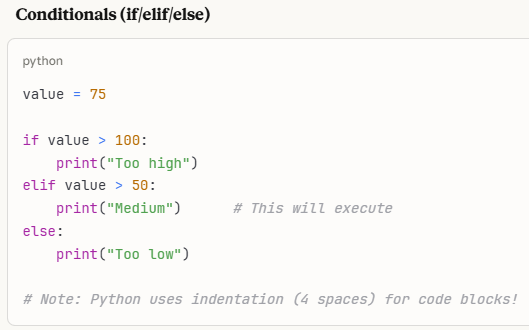 Conditionals (if/elif/else)
python
value = 75
if value > 100:
    print("Too high")
elif value > 50:
    print("Medium")      # This will execute
else:
    print("Too low")
# Note: Python uses indentation (4 spaces) for code blocks!